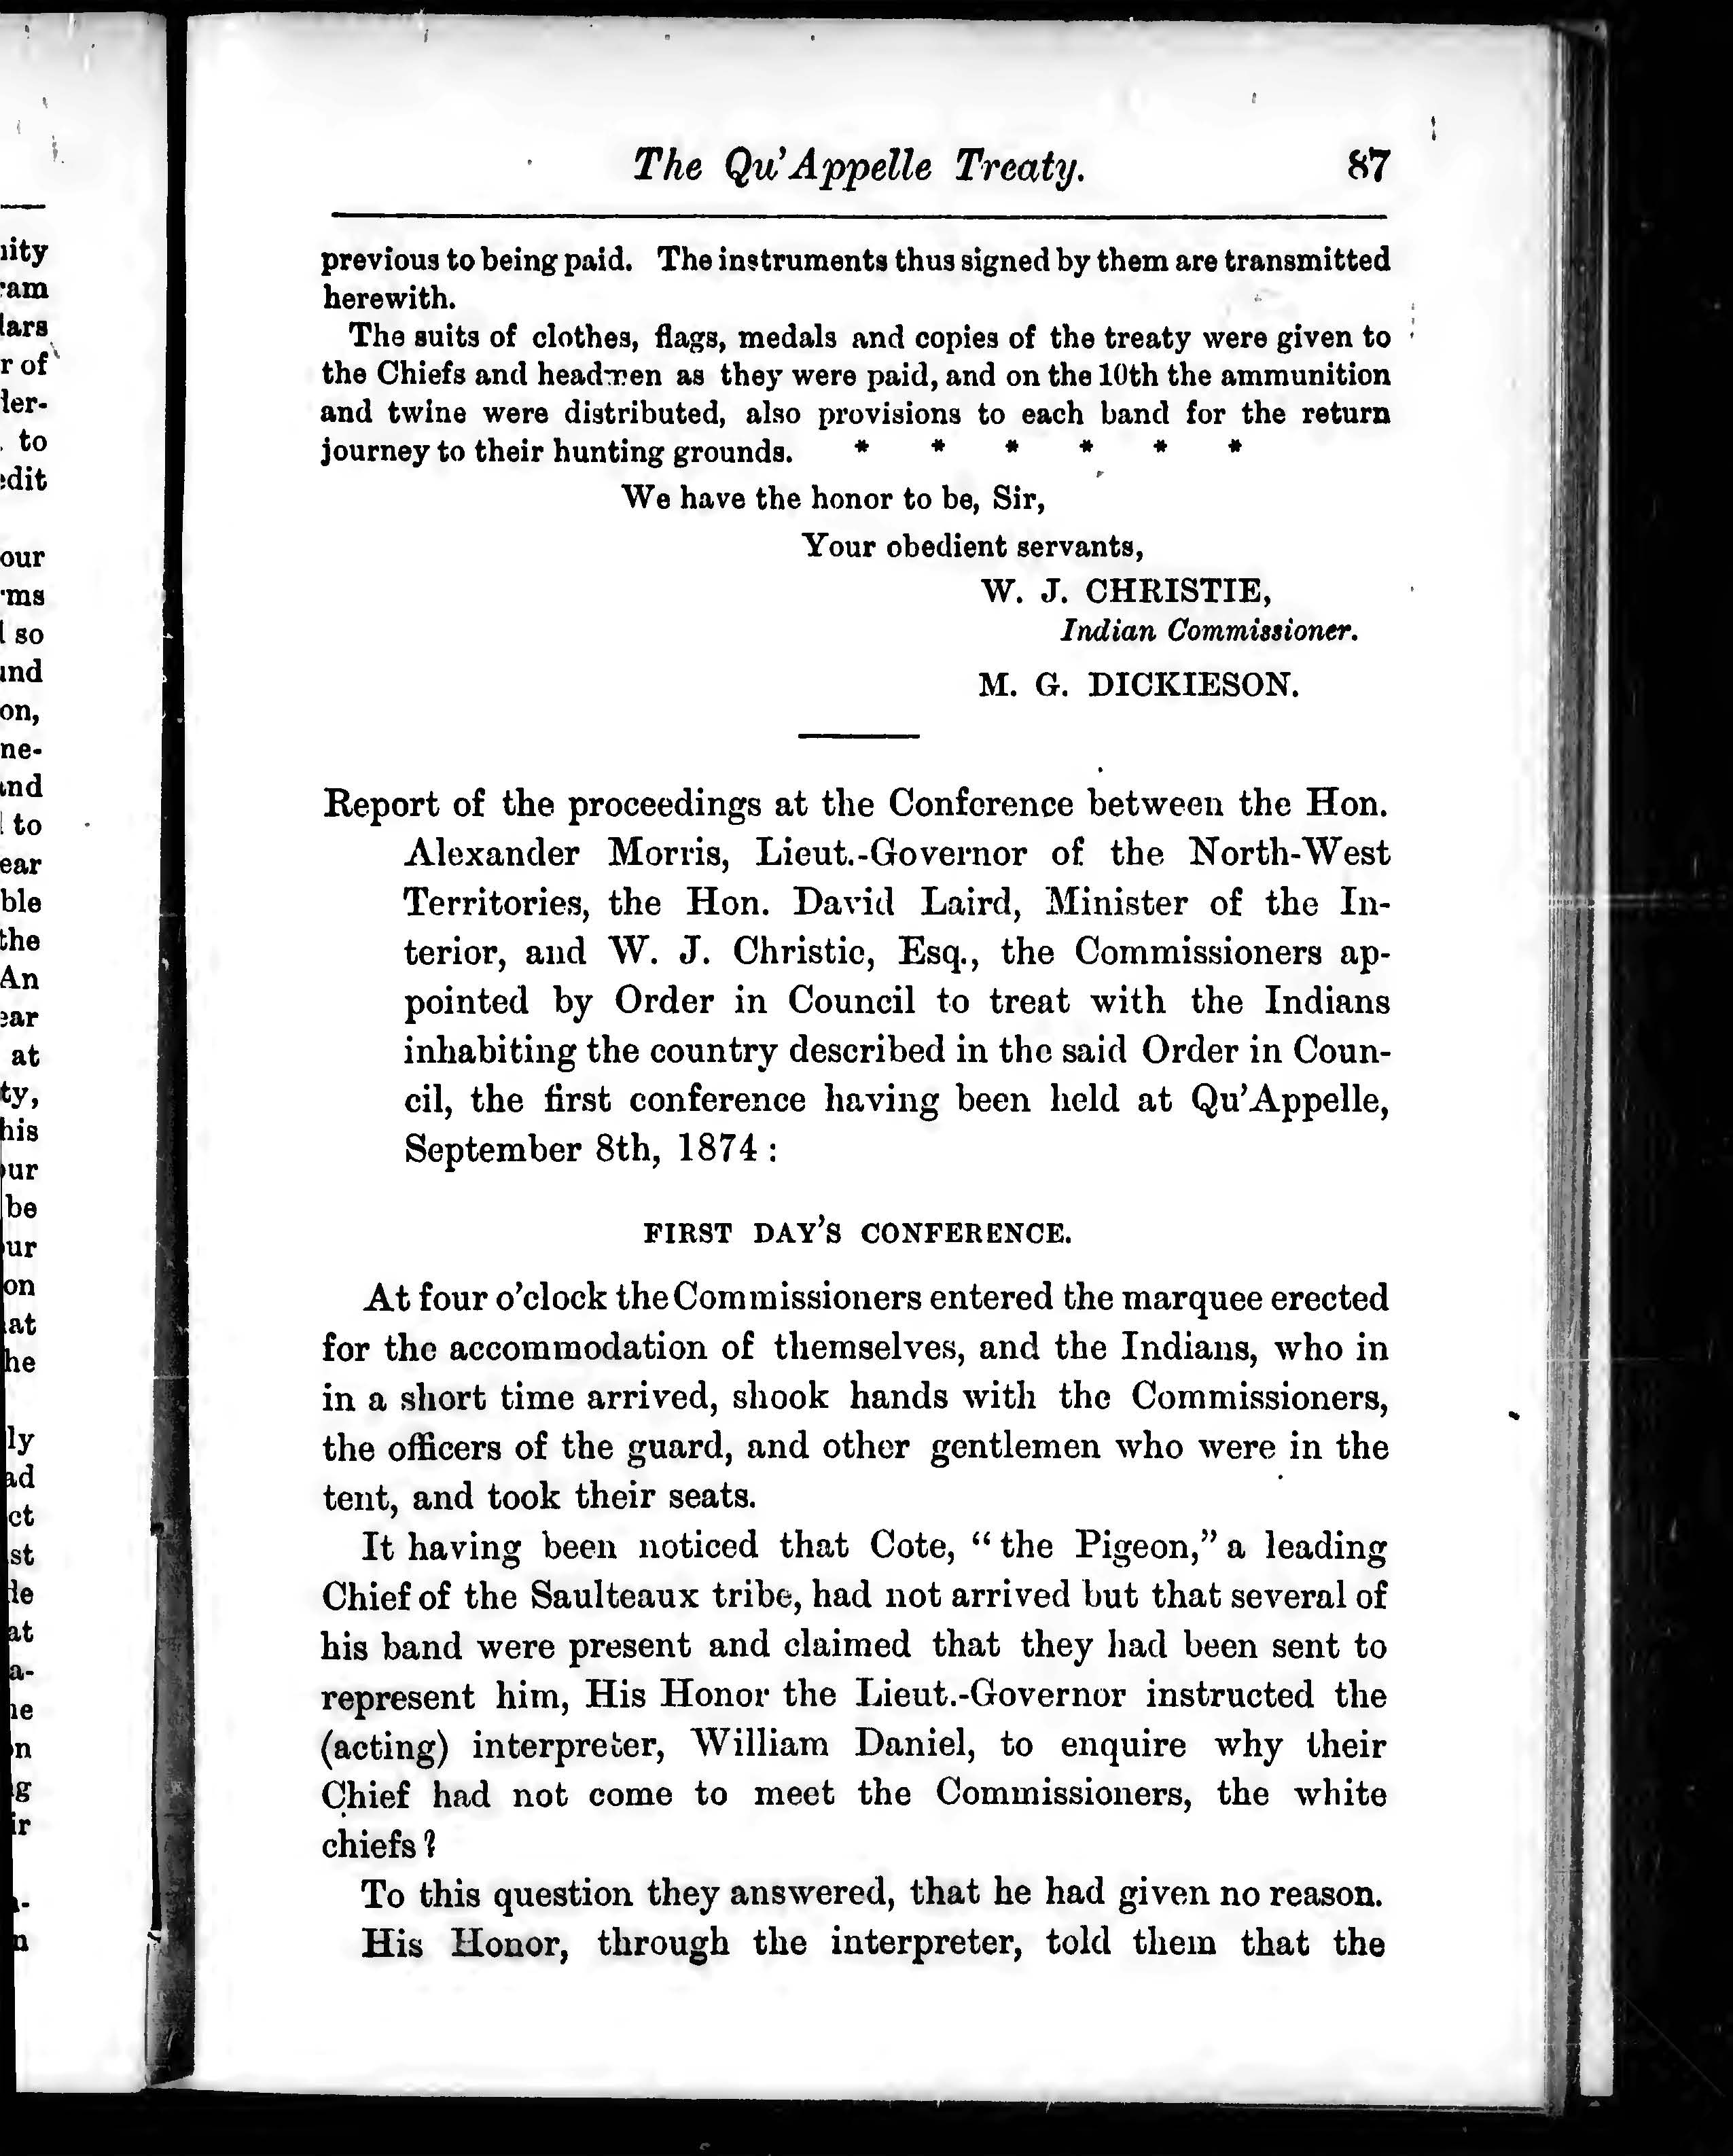 The Qu'Appelle Treaty. 87
previous to being paid. The instruments thus signed by them are transmitted
herewith.
The suits of clothes, flags, medals and copies of the treaty were given to
the Chiefs and headmen as they were paid, and on the 10th the ammunition
and twine were distributed, also provisions to each band for the return
journey to their hunting grounds. * * * * * *
We have the honor to be, Sir,
Your obedient servants,
W. J. CHRISTIE,
Indian Commissioner.
M. G. DICKIESON.
Report of the proceedings at the Conference between the Hon.
Alexander Morris, Lieut.-Governor of the North-West
Territories, the Hon. David Laird, Minister of the In-
terior, and W. J. Christie, Esq., the Commissioners ap-
pointed by Order in Council to treat with the Indians
inhabiting the country described in the said Order in Coun-
cil, the first conference having been held at Qu'Appelle,
September 8th, 1874 :
FIRST DAY'S CONFERENCE.
At four o'clock the Commissioners entered the marquee erected
for the accommodation of themselves, and the Indians, who in
in a short time arrived, shook hands with the Commissioners,
the officers of the guard, and other gentlemen who were in the
tent, and took their seats.
It having been noticed that Cote, "the Pigeon," a leading
Chief of the Saulteaux tribe, had not arrived but that several of
his band were present and claimed that they had been sent to
represent him, His Honor the Lieut.-Governor instructed the
(acting) interpreter, William Daniel, to enquire why their
Chief had not come to meet the Commissioners, the white
chiefs?
To this question they answered, that he had given no reason.
His Honor, through the interpreter, told them that the